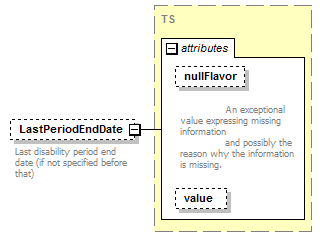 TS
attributes
nullFlavor
An exceptional
value expressing missing
information
and possibly the
reason why the information
is missing.
LastPeriodEndDate
Last disability period end
date (if not specified before
that)
value